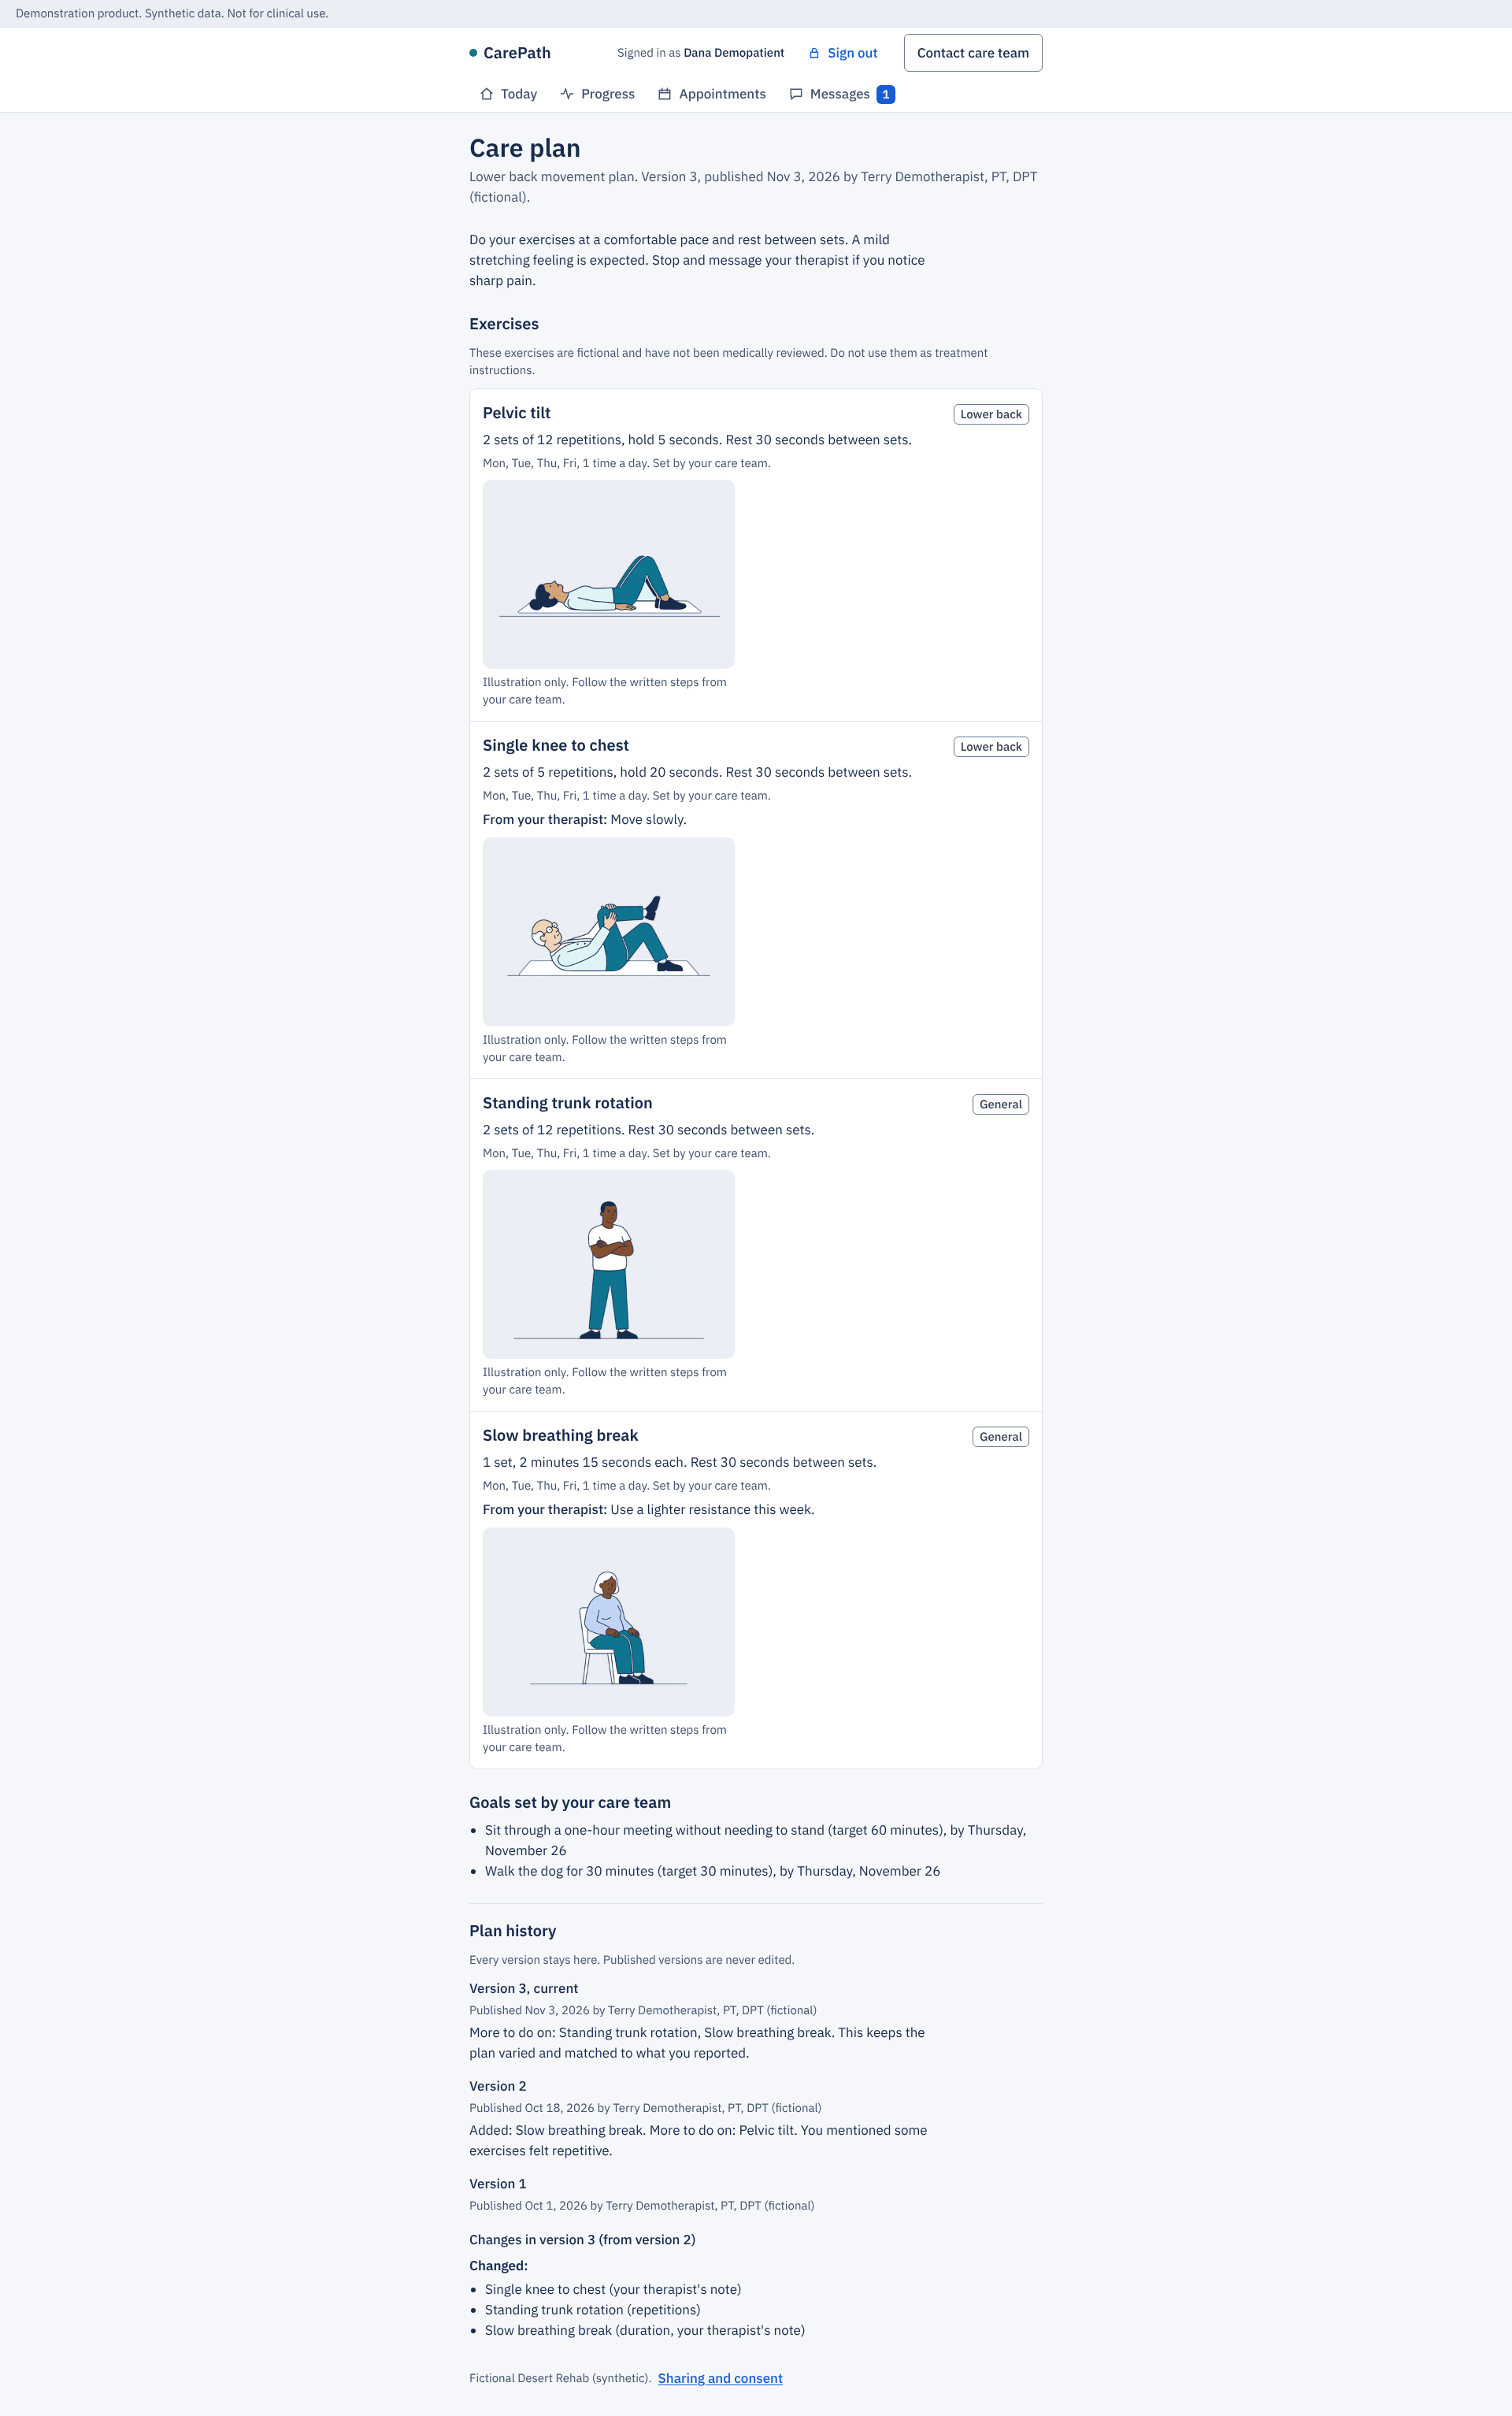 Demonstration product. Synthetic data. Not for clinical use.
CarePath
Signed in as Dana Demopatient
Sign out
Contact care team
Today
Progress
Appointments
Messages 1
Care plan
Lower back movement plan. Version 3, published Nov 3, 2026 by Terry Demotherapist, PT, DPT
(fictional).
Do your exercises at a comfortable pace and rest between sets. A mild
stretching feeling is expected. Stop and message your therapist if you notice
sharp pain.
Exercises
These exercises are fictional and have not been medically reviewed. Do not use them as treatment
instructions.
Pelvic tilt
Lower back
2 sets of 12 repetitions, hold 5 seconds. Rest 30 seconds between sets.
Mon, Tue, Thu, Fri, 1 time a day. Set by your care team.
Illustration only. Follow the written steps from
your care team.
Single knee to chest
Lower back
2 sets of 5 repetitions, hold 20 seconds. Rest 30 seconds between sets.
Mon, Tue, Thu, Fri, 1 time a day. Set by your care team.
From your therapist: Move slowly.
Illustration only. Follow the written steps from
your care team.
Standing trunk rotation
General
2 sets of 12 repetitions. Rest 30 seconds between sets.
Mon, Tue, Thu, Fri, 1 time a day. Set by your care team.
Illustration only. Follow the written steps from
your care team.
Slow breathing break
General
1 set, 2 minutes 15 seconds each. Rest 30 seconds between sets.
Mon, Tue, Thu, Fri, 1 time a day. Set by your care team.
From your therapist: Use a lighter resistance this week.
Illustration only. Follow the written steps from
your care team.
Goals set by your care team
• Sit through a one-hour meeting without needing to stand (target 60 minutes), by Thursday,
November 26
• Walk the dog for 30 minutes (target 30 minutes), by Thursday, November 26
Plan history
Every version stays here. Published versions are never edited.
Version 3, current
Published Nov 3, 2026 by Terry Demotherapist, PT, DPT (fictional)
More to do on: Standing trunk rotation, Slow breathing break. This keeps the
plan varied and matched to what you reported.
Version 2
Published Oct 18, 2026 by Terry Demotherapist, PT, DPT (fictional)
Added: Slow breathing break. More to do on: Pelvic tilt. You mentioned some
exercises felt repetitive.
Version 1
Published Oct 1, 2026 by Terry Demotherapist, PT, DPT (fictional)
Changes in version 3 (from version 2)
Changed:
• Single knee to chest (your therapist's note)
• Standing trunk rotation (repetitions)
• Slow breathing break (duration, your therapist's note)
Fictional Desert Rehab (synthetic). Sharing and consent